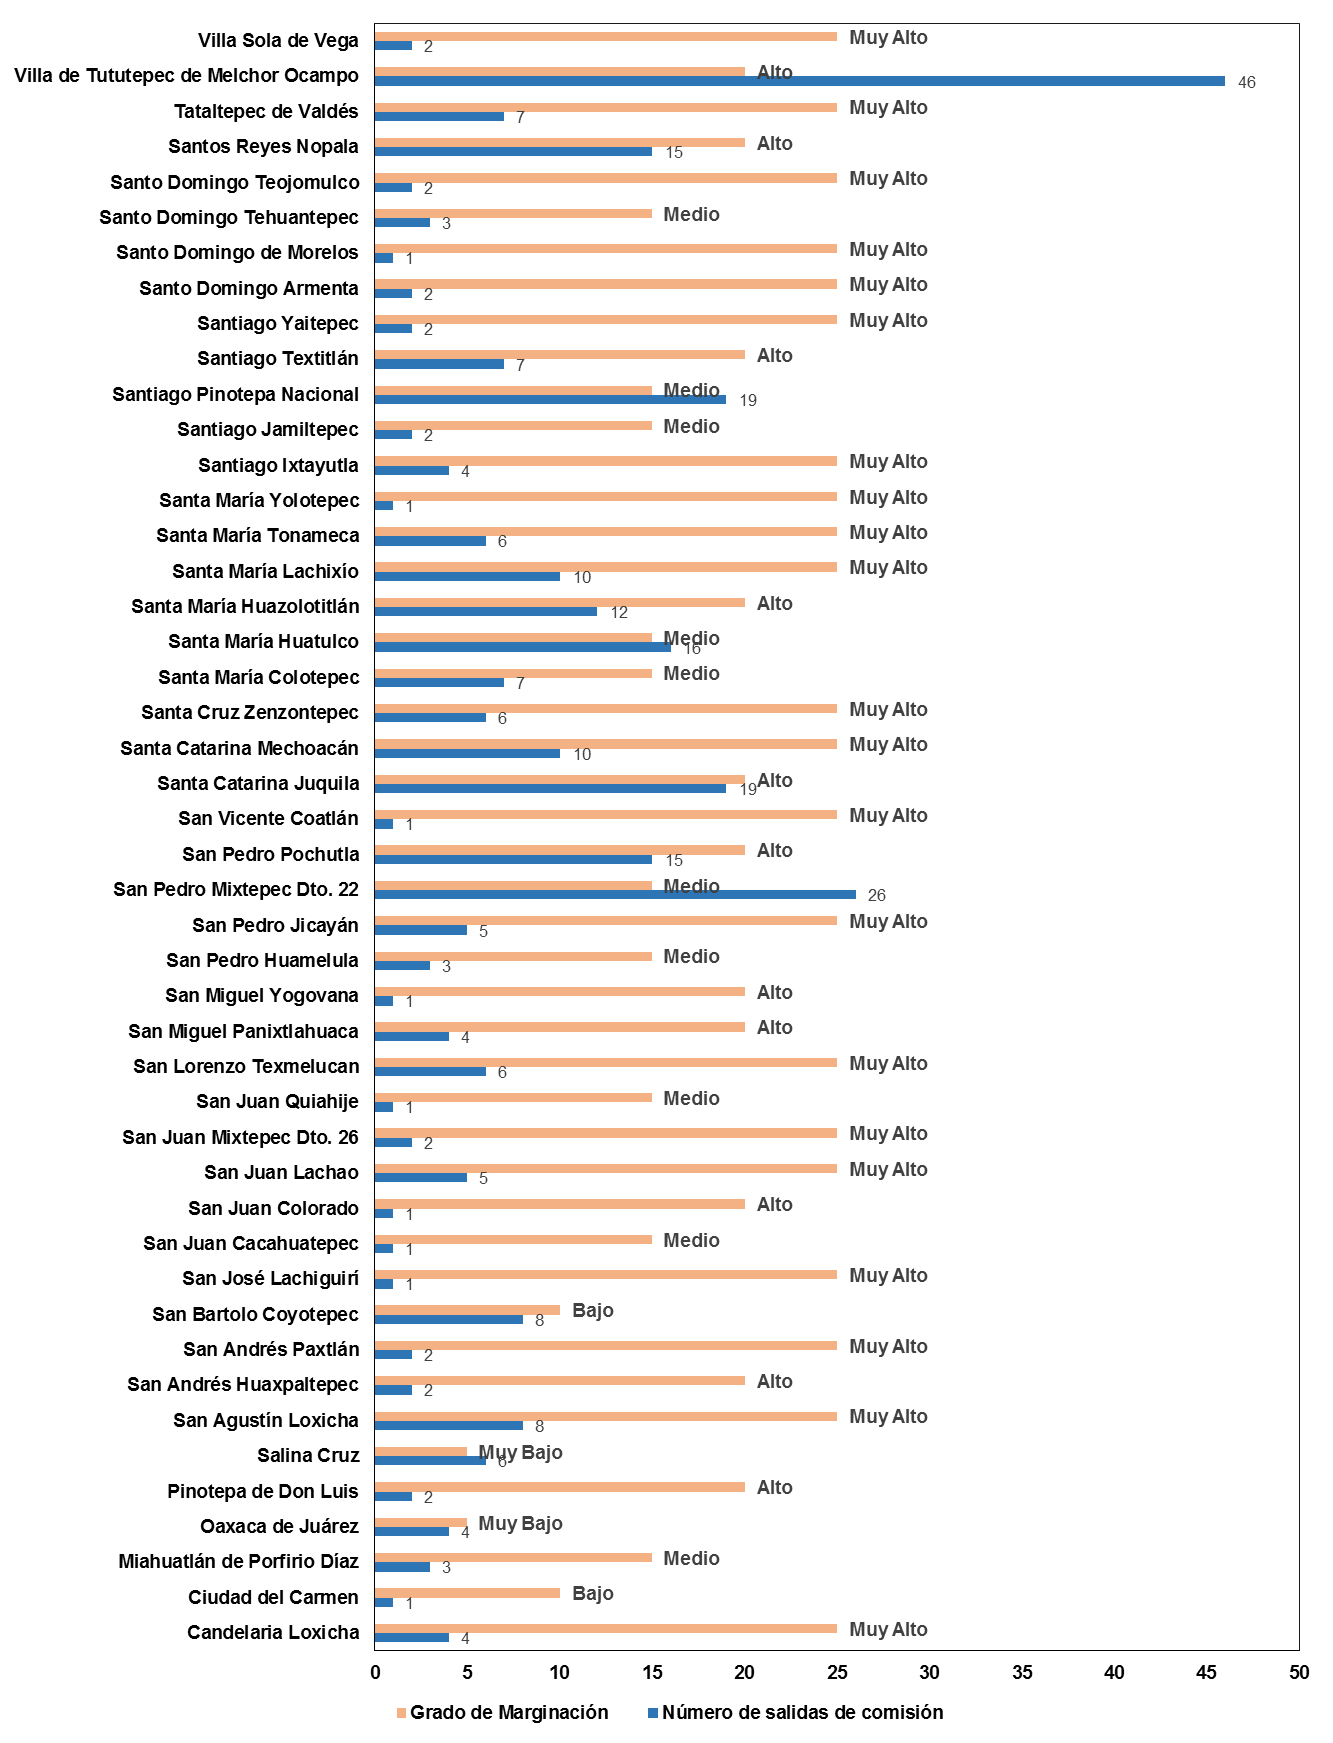 Villa Sola de Vega Muy Alto 2
Villa de Tututepec de Melchor Ocampo Alto 46
Tataltepec de Valdés Muy Alto 7
Santos Reyes Nopala Alto 15
Santo Domingo Teojomulco Muy Alto 2
Santo Domingo Tehuantepec Medio 3
Santo Domingo de Morelos Muy Alto 1
Santo Domingo Armenta Muy Alto 2
Santiago Yaitepec Muy Alto 2
Santiago Textitlán Alto 7
Santiago Pinotepa Nacional Medio 19
Santiago Jamiltepec Medio 2
Santiago Ixtayutla Muy Alto 4
Santa María Yolotepec Muy Alto 1
Santa María Tonameca Muy Alto 6
Santa María Lachixío Muy Alto 10
Santa María Huazolotitlán Alto 12
Santa María Huatulco Medio 16
Santa María Colotepec Medio 7
Santa Cruz Zenzontepec Muy Alto 6
Santa Catarina Mechoacán Muy Alto 10
Santa Catarina Juquila Alto 19
San Vicente Coatlán Muy Alto 1
San Pedro Pochutla Alto 15
San Pedro Mixtepec Dto. 22 Medio 26
San Pedro Jicayán Muy Alto 5
San Pedro Huamelula Medio 3
San Miguel Yogovana Alto 1
San Miguel Panixtlahuaca Alto 4
San Lorenzo Texmelucan Muy Alto 6
San Juan Quiahije Medio 1
San Juan Mixtepec Dto. 26 Muy Alto 2
San Juan Lachao Muy Alto 5
San Juan Colorado Alto 1
San Juan Cacahuatepec Medio 1
San José Lachiguirí Muy Alto 1
San Bartolo Coyotepec Bajo 8
San Andrés Paxtlán Muy Alto 2
San Andrés Huaxpaltepec Alto 2
San Agustín Loxicha Muy Alto 8
Salina Cruz Muy Bajo 6
Pinotepa de Don Luis Alto 2
Oaxaca de Juárez Muy Bajo 4
Miahuatlán de Porfirio Díaz Medio 3
Ciudad del Carmen Bajo 1
Candelaria Loxicha Muy Alto 4
0 5 10 15 20 25 30 35 40 45 50
Grado de Marginación Número de salidas de comisión